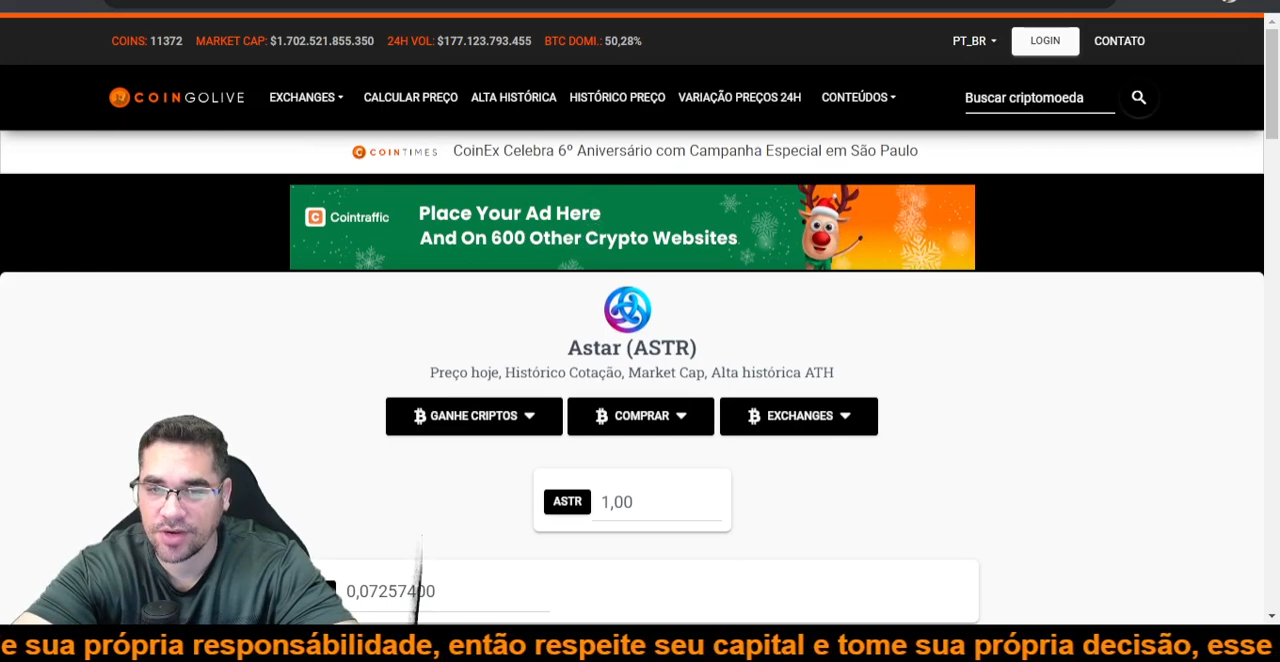 COINS: 11372 MARKET CAP: $1.702.521.855.350 24H VOL: $177.123.793.455 BTC DOMI.: 50,28% PT_BR LOGIN CONTATO
COINGOLIVE EXCHANGES CALCULAR PREÇO ALTA HISTÓRICA HISTÓRICO PREÇO VARIAÇÃO PREÇOS 24H CONTEÚDOS Buscar criptomoeda
COINTIMES CoinEx Celebra 6º Aniversário com Campanha Especial em São Paulo
Cointraffic
Place Your Ad Here
And On 600 Other Crypto Websites
Astar (ASTR)
Preço hoje, Histórico Cotação, Market Cap, Alta histórica ATH
GANHE CRIPTOS COMPRAR EXCHANGES
ASTR 1,00
0,07257400
e sua própria responsábilidade, então respeite seu capital e tome sua própria decisão, esse